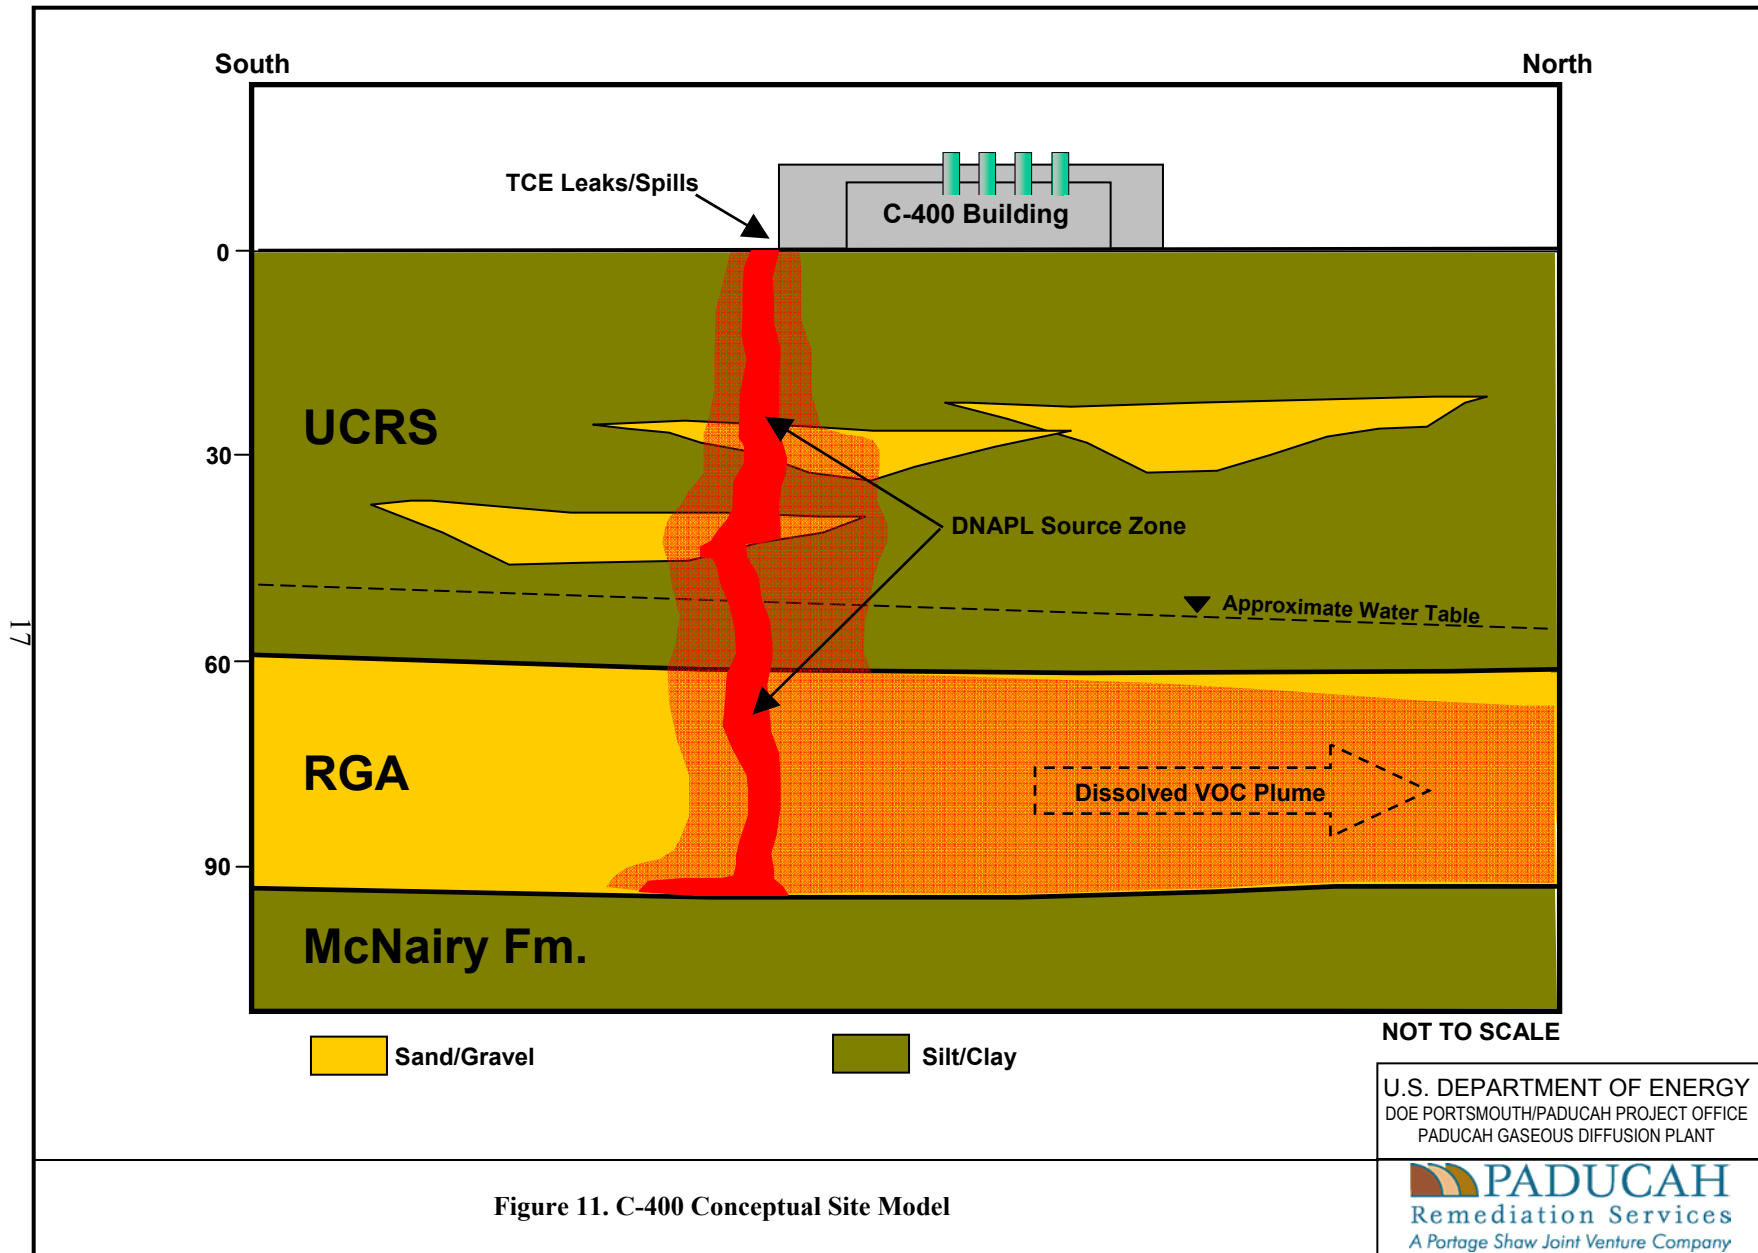 South
North
TCE Leaks/Spills
C-400 Building
0
UCRS
30
DNAPL Source Zone
Approximate Water Table
17
60
RGA
Dissolved VOC Plume
90
McNairy Fm.
NOT TO SCALE
Sand/Gravel
Silt/Clay
U.S. DEPARTMENT OF ENERGY
DOE PORTSMOUTH/PADUCAH PROJECT OFFICE
PADUCAH GASEOUS DIFFUSION PLANT
Figure 11. C-400 Conceptual Site Model
PADUCAH
Remediation Services
A Portage Shaw Joint Venture Company